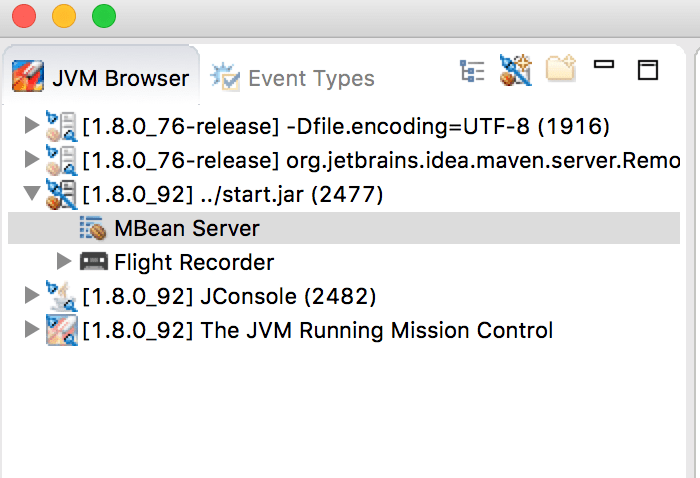 JVM Browser Event Types
[1.8.0_76-release] -Dfile.encoding=UTF-8 (1916)
[1.8.0_76-release] org.jetbrains.idea.maven.server.Remo
[1.8.0_92] ../start.jar (2477)
MBean Server
Flight Recorder
[1.8.0_92] JConsole (2482)
[1.8.0_92] The JVM Running Mission Control